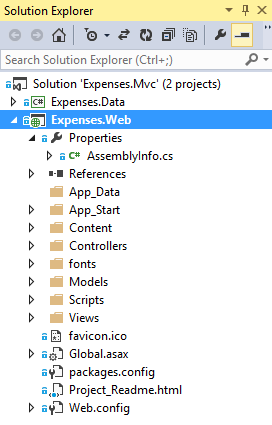 Solution Explorer
Search Solution Explorer (Ctrl+;)
Solution 'Expenses.Mvc' (2 projects)
C# Expenses.Data
Expenses.Web
Properties
C# AssemblyInfo.cs
References
App_Data
App_Start
Content
Controllers
fonts
Models
Scripts
Views
favicon.ico
Global.asax
packages.config
Project_Readme.html
Web.config